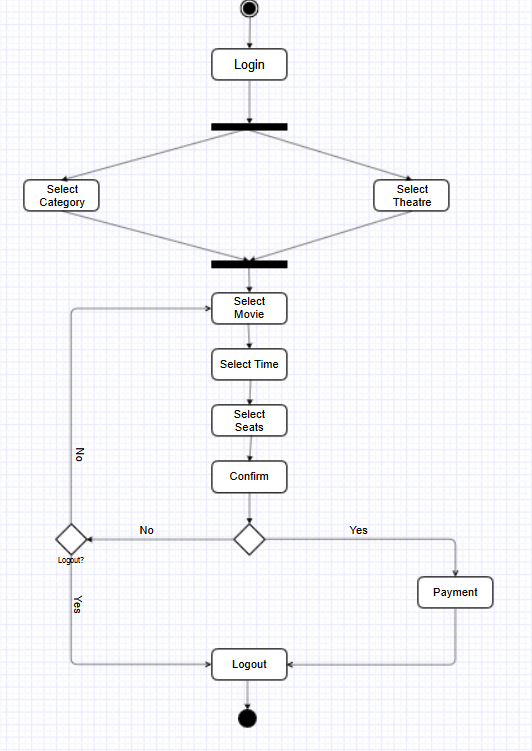 Login
Select
Category
Select
Theatre
Select
Movie
Select Time
Select
Seats
No
Confirm
No
Yes
Logout?
Payment
Yes
Logout